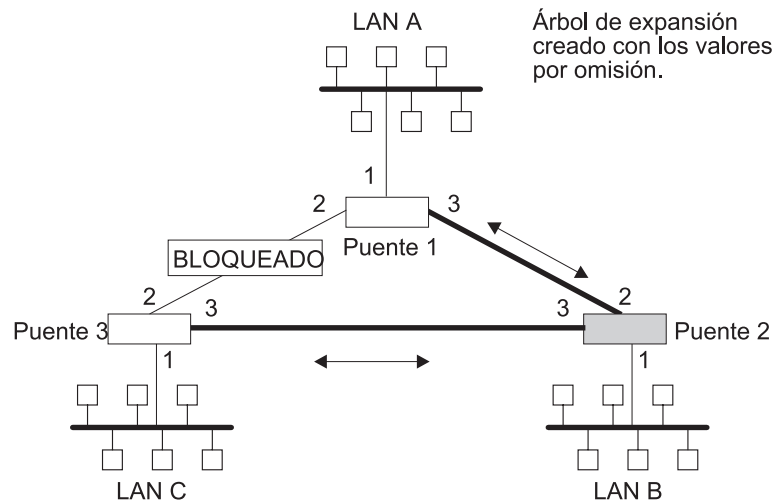 LAN A
Árbol de expansión
creado con los valores
por omisión.
1
2
3
Puente 1
BLOQUEADO
2
3
3
2
Puente 3
Puente 2
1
1
LAN C
LAN B